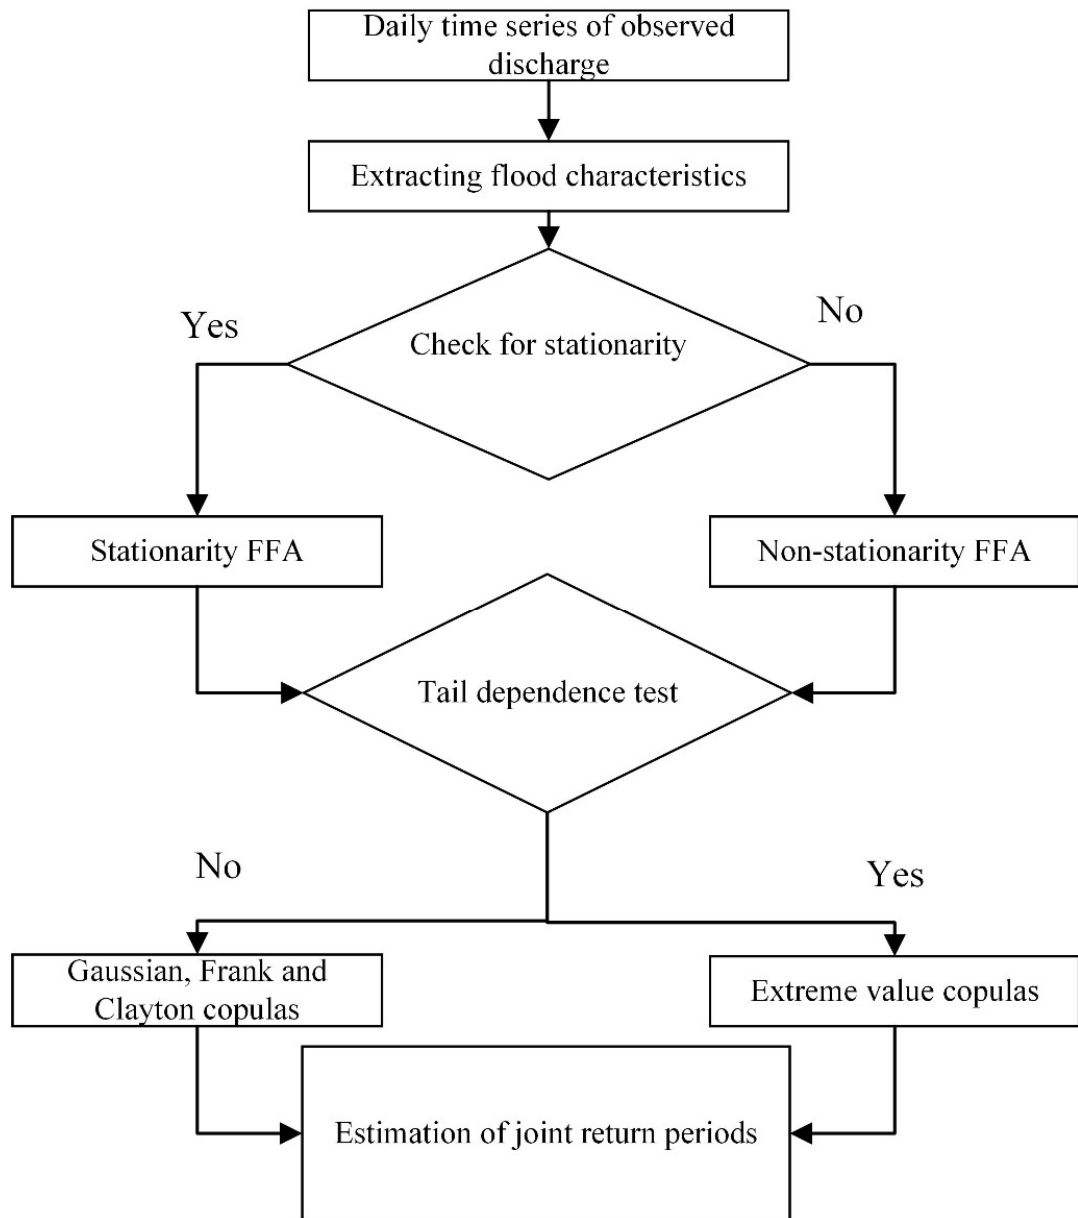 Daily time series of observed
discharge
Extracting flood characteristics
Yes
No
Check for stationarity
Stationarity FFA
Non-stationarity FFA
Tail dependence test
No
Yes
Gaussian, Frank and
Clayton copulas
Extreme value copulas
Estimation of joint return periods